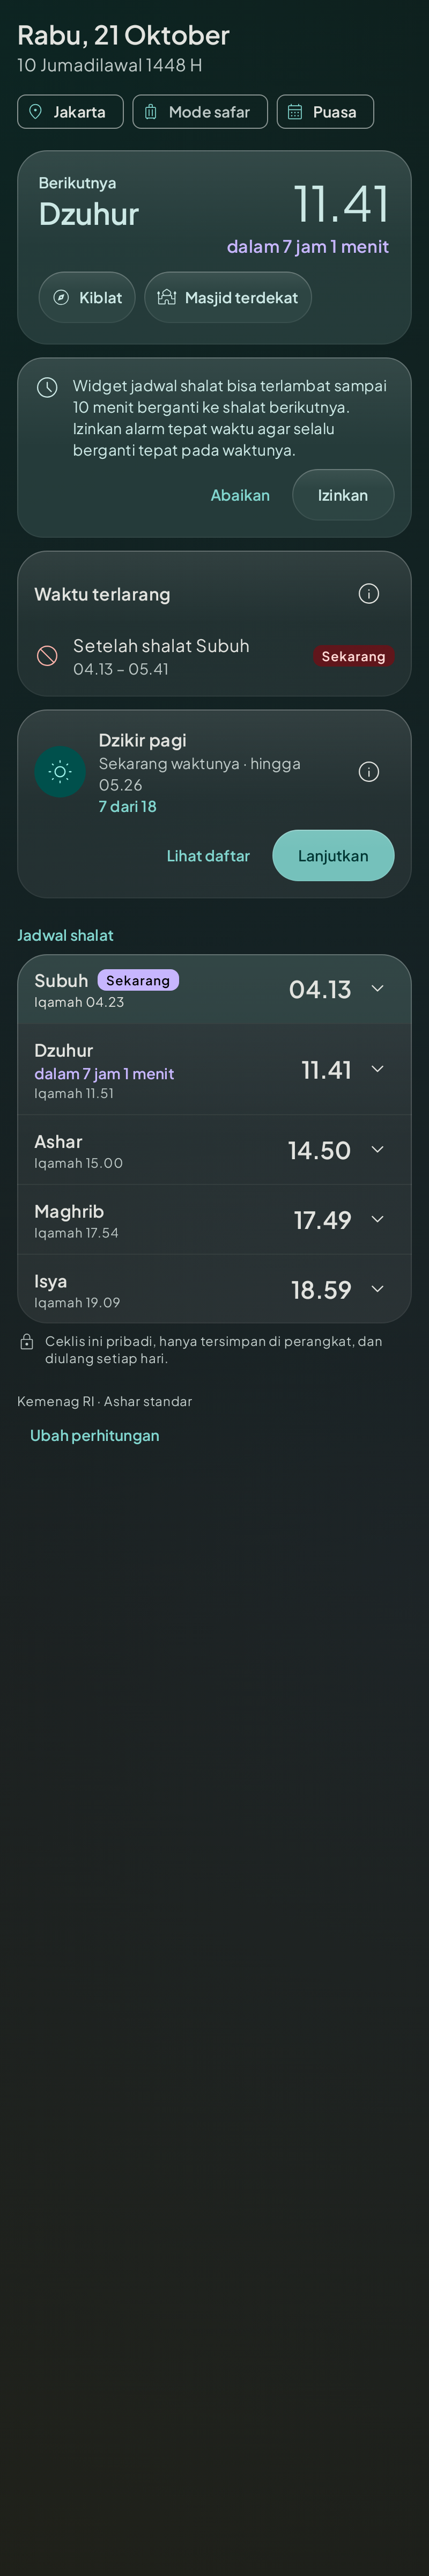 Rabu, 21 Oktober
10 Jumadilawal 1448 H
Jakarta
Mode safar
Puasa
Berikutnya
Dzuhur
11.41
dalam 7 jam 1 menit
Kiblat
Masjid terdekat
Widget jadwal shalat bisa terlambat sampai
10 menit berganti ke shalat berikutnya.
Izinkan alarm tepat waktu agar selalu
berganti tepat pada waktunya.
Abaikan
Izinkan
Waktu terlarang
Setelah shalat Subuh
04.13 – 05.41
Sekarang
Dzikir pagi
Sekarang waktunya · hingga
05.26
7 dari 18
Lihat daftar
Lanjutkan
Jadwal shalat
Subuh
Sekarang
Iqamah 04.23
04.13
Dzuhur
dalam 7 jam 1 menit
Iqamah 11.51
11.41
Ashar
Iqamah 15.00
14.50
Maghrib
Iqamah 17.54
17.49
Isya
Iqamah 19.09
18.59
Ceklis ini pribadi, hanya tersimpan di perangkat, dan
diulang setiap hari.
Kemenag RI · Ashar standar
Ubah perhitungan